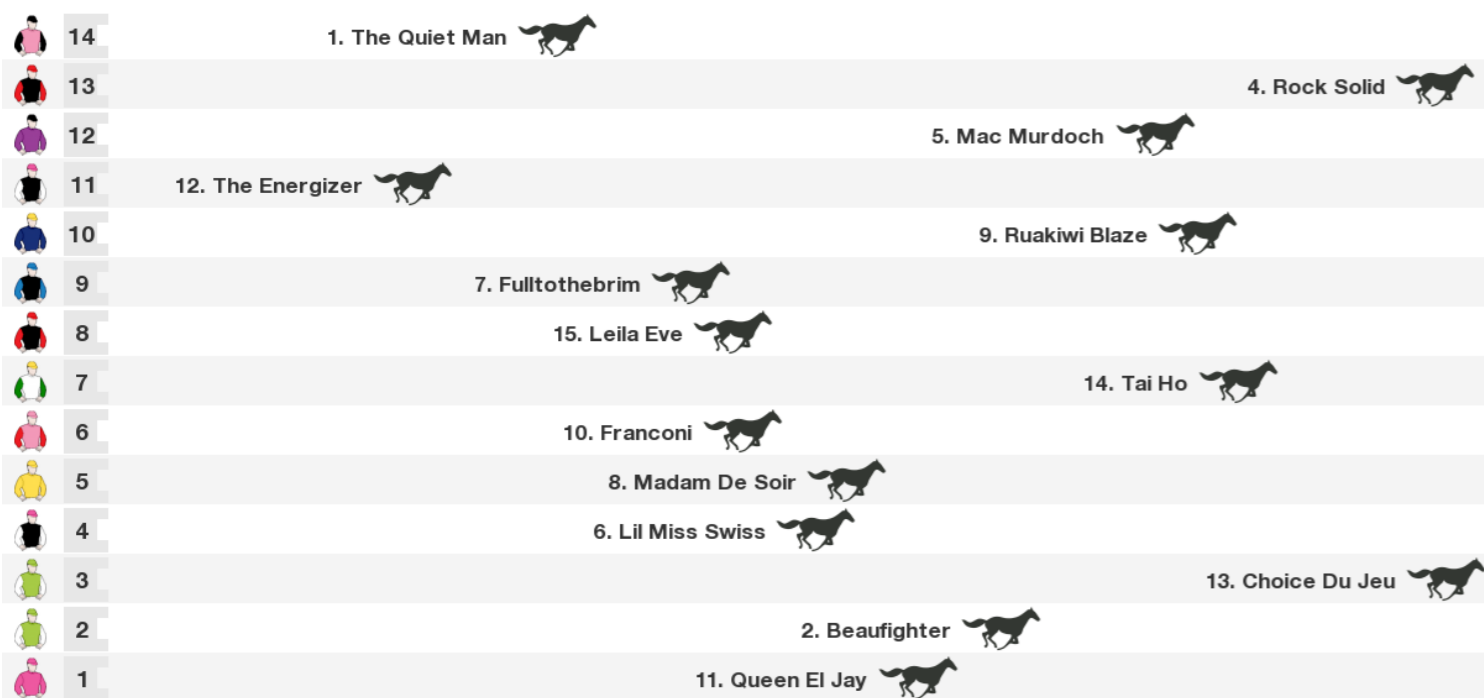 14 1. The Quiet Man
13 4. Rock Solid
12 5. Mac Murdoch
11 12. The Energizer
10 9. Ruakiwi Blaze
9 7. Fulltothebrim
8 15. Leila Eve
7 14. Tai Ho
6 10. Franconi
5 8. Madam De Soir
4 6. Lil Miss Swiss
3 13. Choice Du Jeu
2 2. Beaufighter
1 11. Queen El Jay